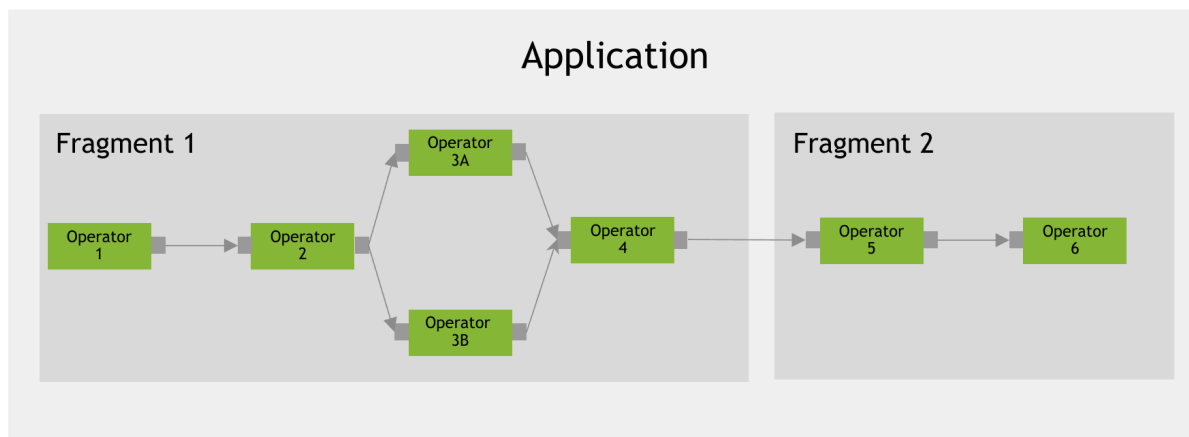 Application
Fragment 1
Operator
1
Operator
2
Operator
3A
Operator
3B
Operator
4
Fragment 2
Operator
5
Operator
6